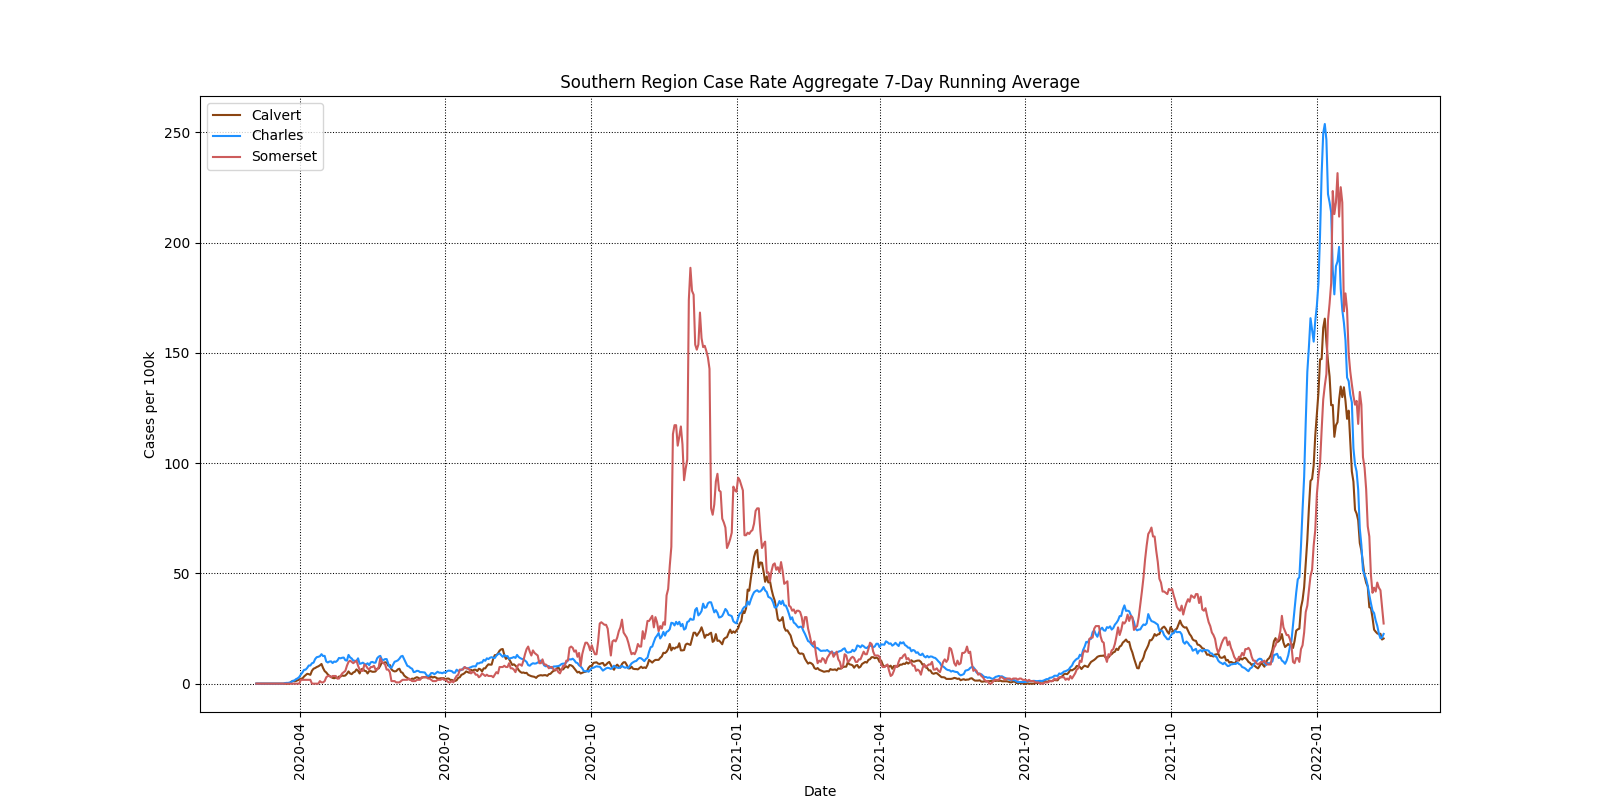 Southern Region Case Rate Aggregate 7-Day Running Average
Calvert
Charles
Somerset
250
200
150
100
50
0
Cases per 100k
2020-04
2020-07
2020-10
2021-01
2021-04
2021-07
2021-10
2022-01
Date